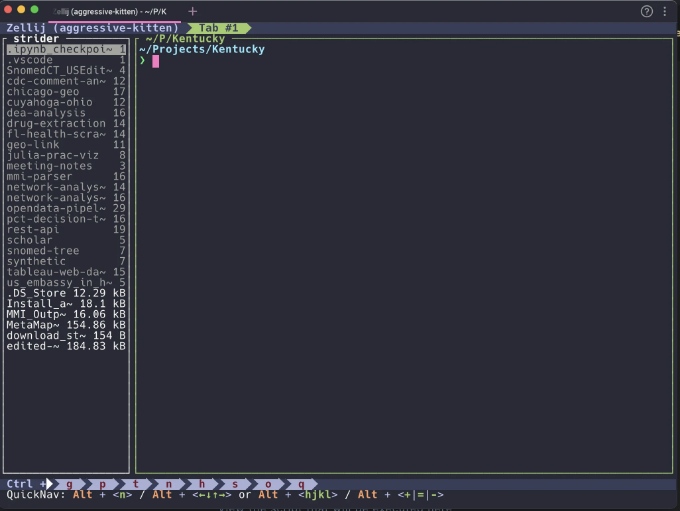 Zellij (aggressive-kitten) - ~/P/K
Zellij (aggressive-kitten) Tab #1
strider
.ipynb_checkpoi~ 1
.vscode 1
SnomedCT_USEdit~ 4
cdc-comment-an~ 12
chicago-geo 17
cuyahoga-ohio 12
dea-analysis 16
drug-extraction 14
fl-health-scra~ 14
geo-link 11
julia-prac-viz 8
meeting-notes 3
mmi-parser 16
network-analys~ 14
network-analys~ 16
opendata-pipel~ 29
pct-decision-t~ 16
rest-api 19
scholar 5
snomed-tree 7
synthetic 7
tableau-web-da~ 15
us_embassy_in_h~ 5
.DS_Store 12.29 kB
Install_a~ 18.1 kB
MMI_Outp~ 16.06 kB
MetaMap~ 154.86 kB
download_st~ 154 B
edited-~ 184.83 kB
~/P/Kentucky
~/Projects/Kentucky
❯
Ctrl + g p t n h s o q
QuickNav: Alt + <n> / Alt + <←↓↑→> or Alt + <hjkl> / Alt + <+|=|->